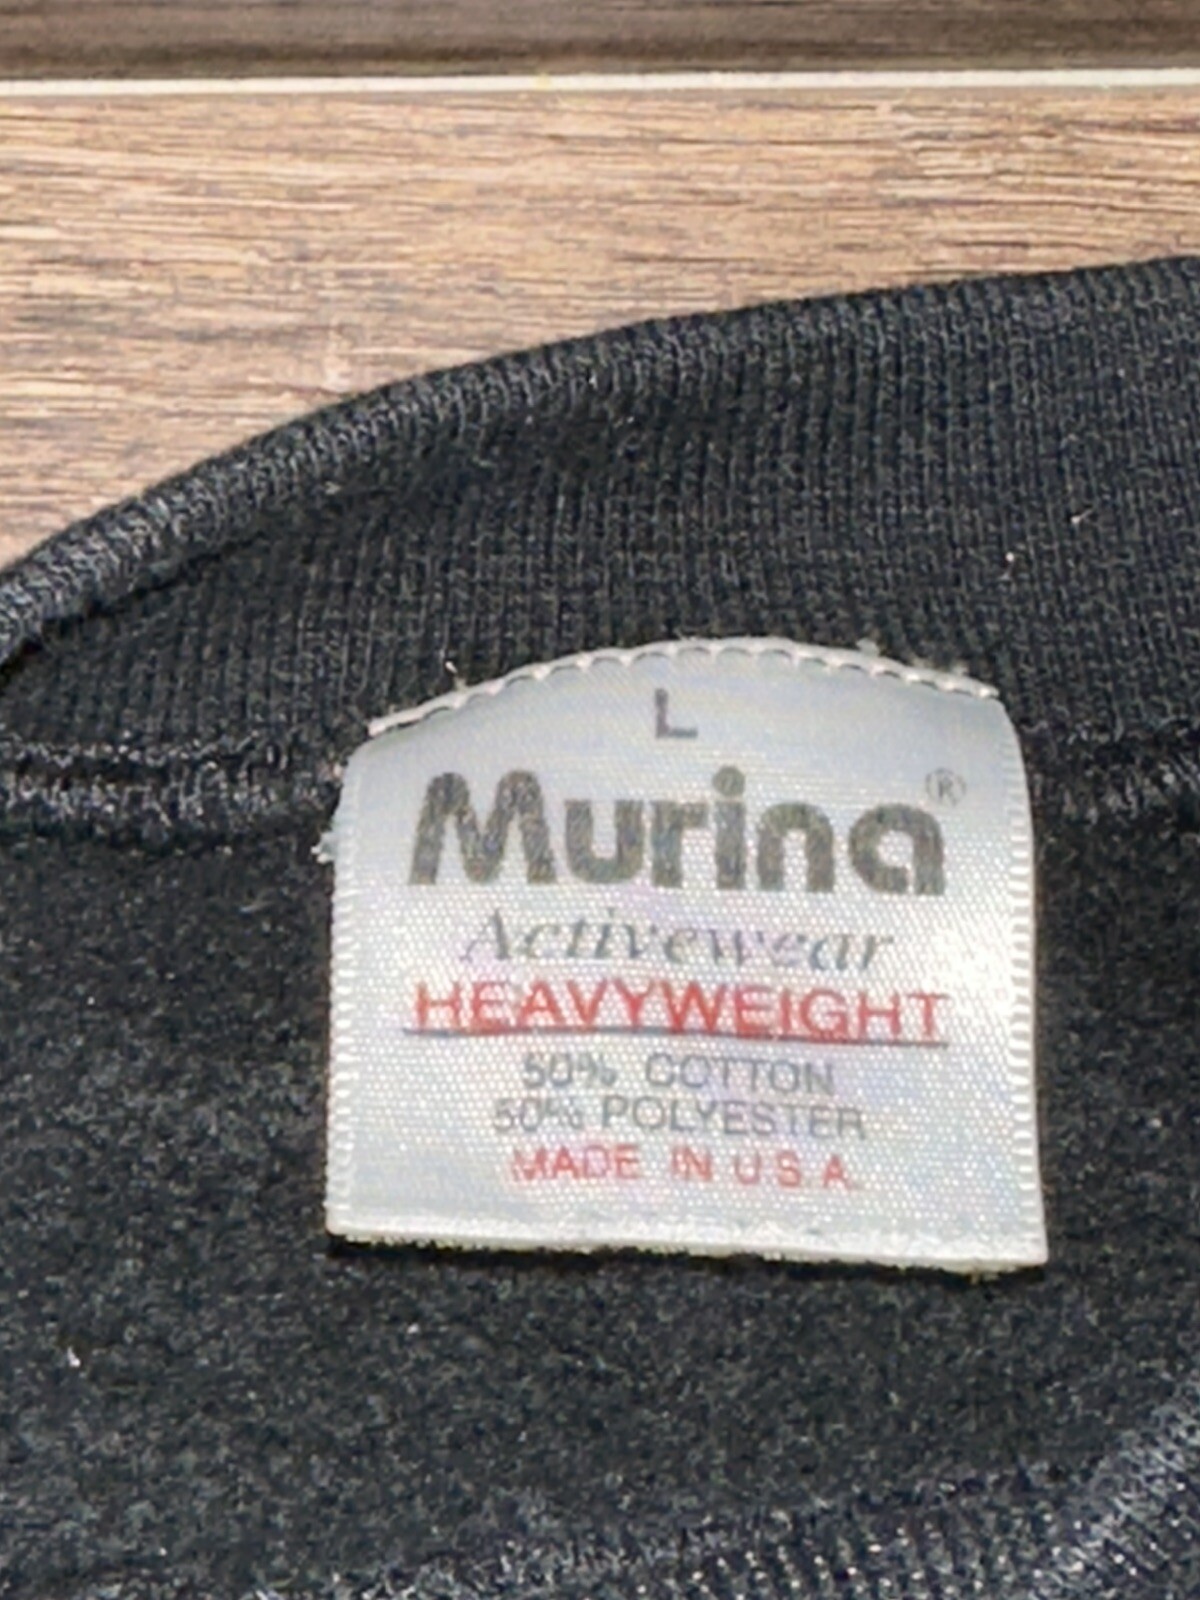 L
Murina®
Activewear
HEAVYWEIGHT
50% COTTON
50% POLYESTER
MADE IN U S A